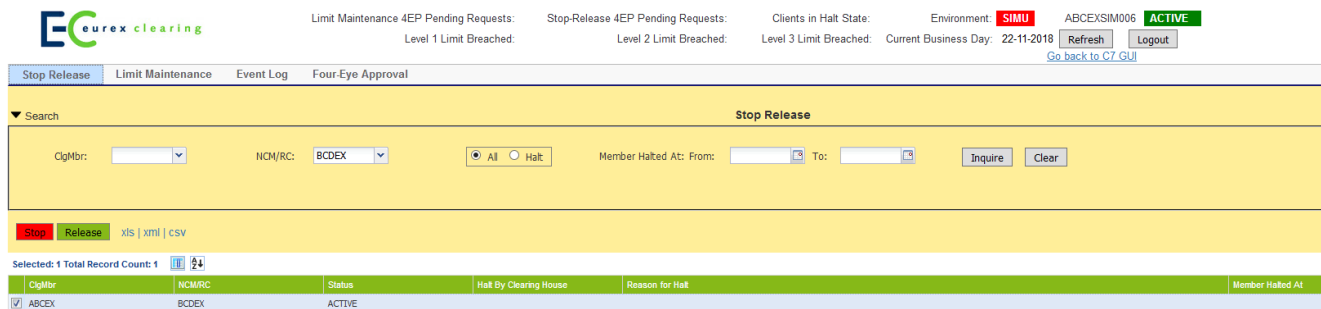 eurex clearing
Limit Maintenance 4EP Pending Requests: Stop-Release 4EP Pending Requests: Clients in Halt State: Environment: SIMU ABCEXSIM006 ACTIVE
Level 1 Limit Breached: Level 2 Limit Breached: Level 3 Limit Breached: Current Business Day: 22-11-2018 Refresh Logout
Go back to C7 GUI
Stop Release Limit Maintenance Event Log Four-Eye Approval
Search Stop Release
ClgMbr: NCM/RC: BCDEX All Halt Member Halted At: From: To: Inquire Clear
Stop Release xls | xml | csv
Selected: 1 Total Record Count: 1
ClgMbr NCM/RC Status Halt By Clearing House Reason for Halt Member Halted At
ABCEX BCDEX ACTIVE